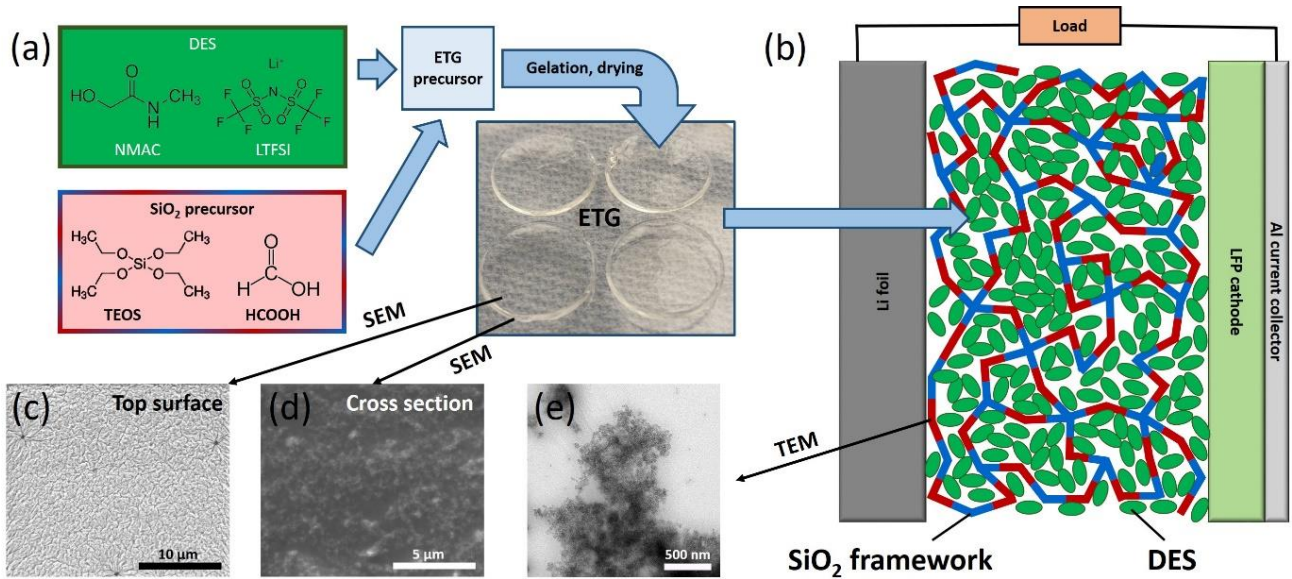 (a)
DES
Li⁺
O
HO
N
H
CH₃
O
O
N
S
S
O
O
F
F
F
F
F
F
NMAC
LTFSI
ETG
precursor
Gelation, drying
SiO₂ precursor
H₃C
O
O
CH₃
Si
H₃C
O
O
CH₃
O
H
C
OH
TEOS
HCOOH
ETG
SEM
SEM
(b)
Load
Li foil
LFP cathode
Al current collector
SiO₂ framework
DES
(c)
Top surface
10 µm
(d)
Cross section
5 µm
(e)
500 nm
TEM